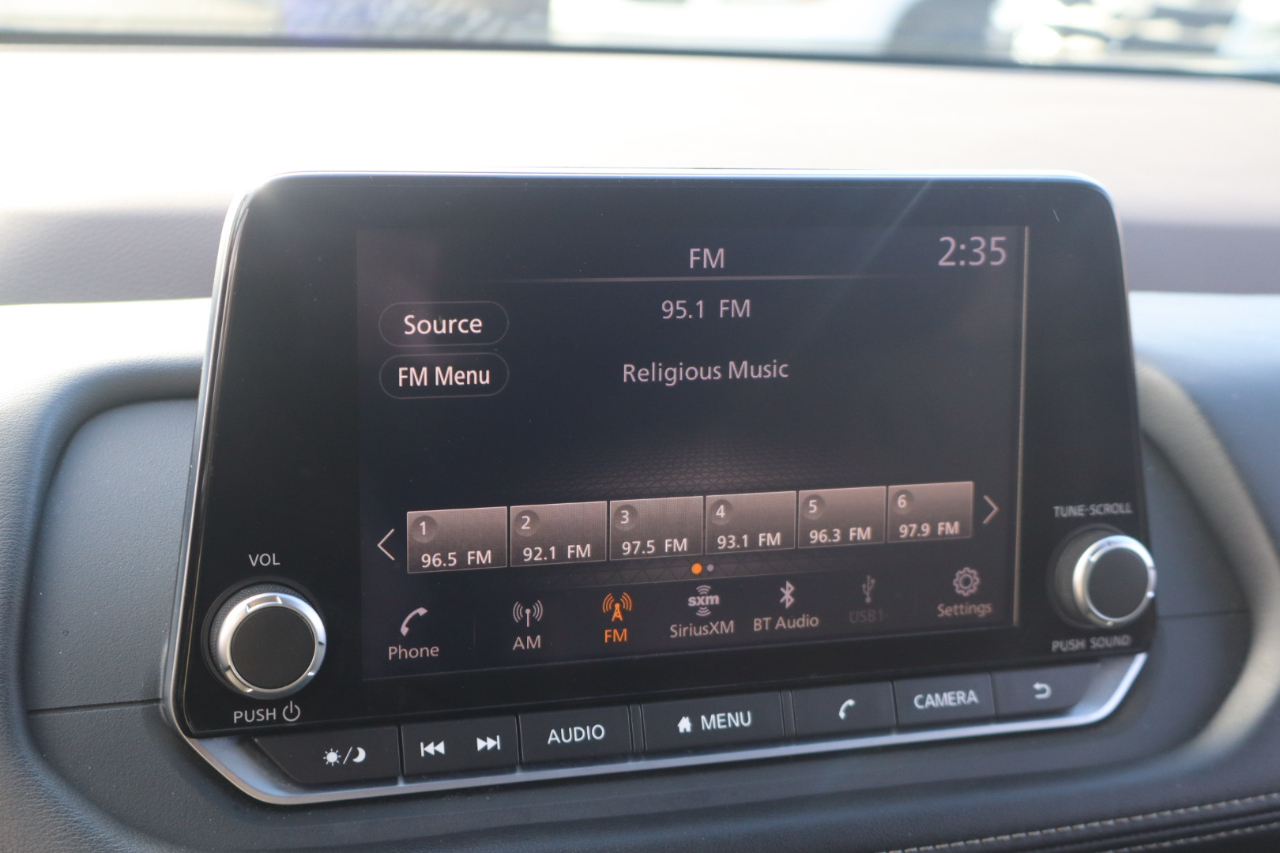 FM
2:35
95.1 FM
Source
FM Menu
Religious Music
1
96.5 FM
2
92.1 FM
3
97.5 FM
4
93.1 FM
5
96.3 FM
6
97.9 FM
Phone
AM
FM
sxm
SiriusXM
BT Audio
USB1
Settings
VOL
PUSH
TUNE-SCROLL
PUSH SOUND
AUDIO
MENU
CAMERA